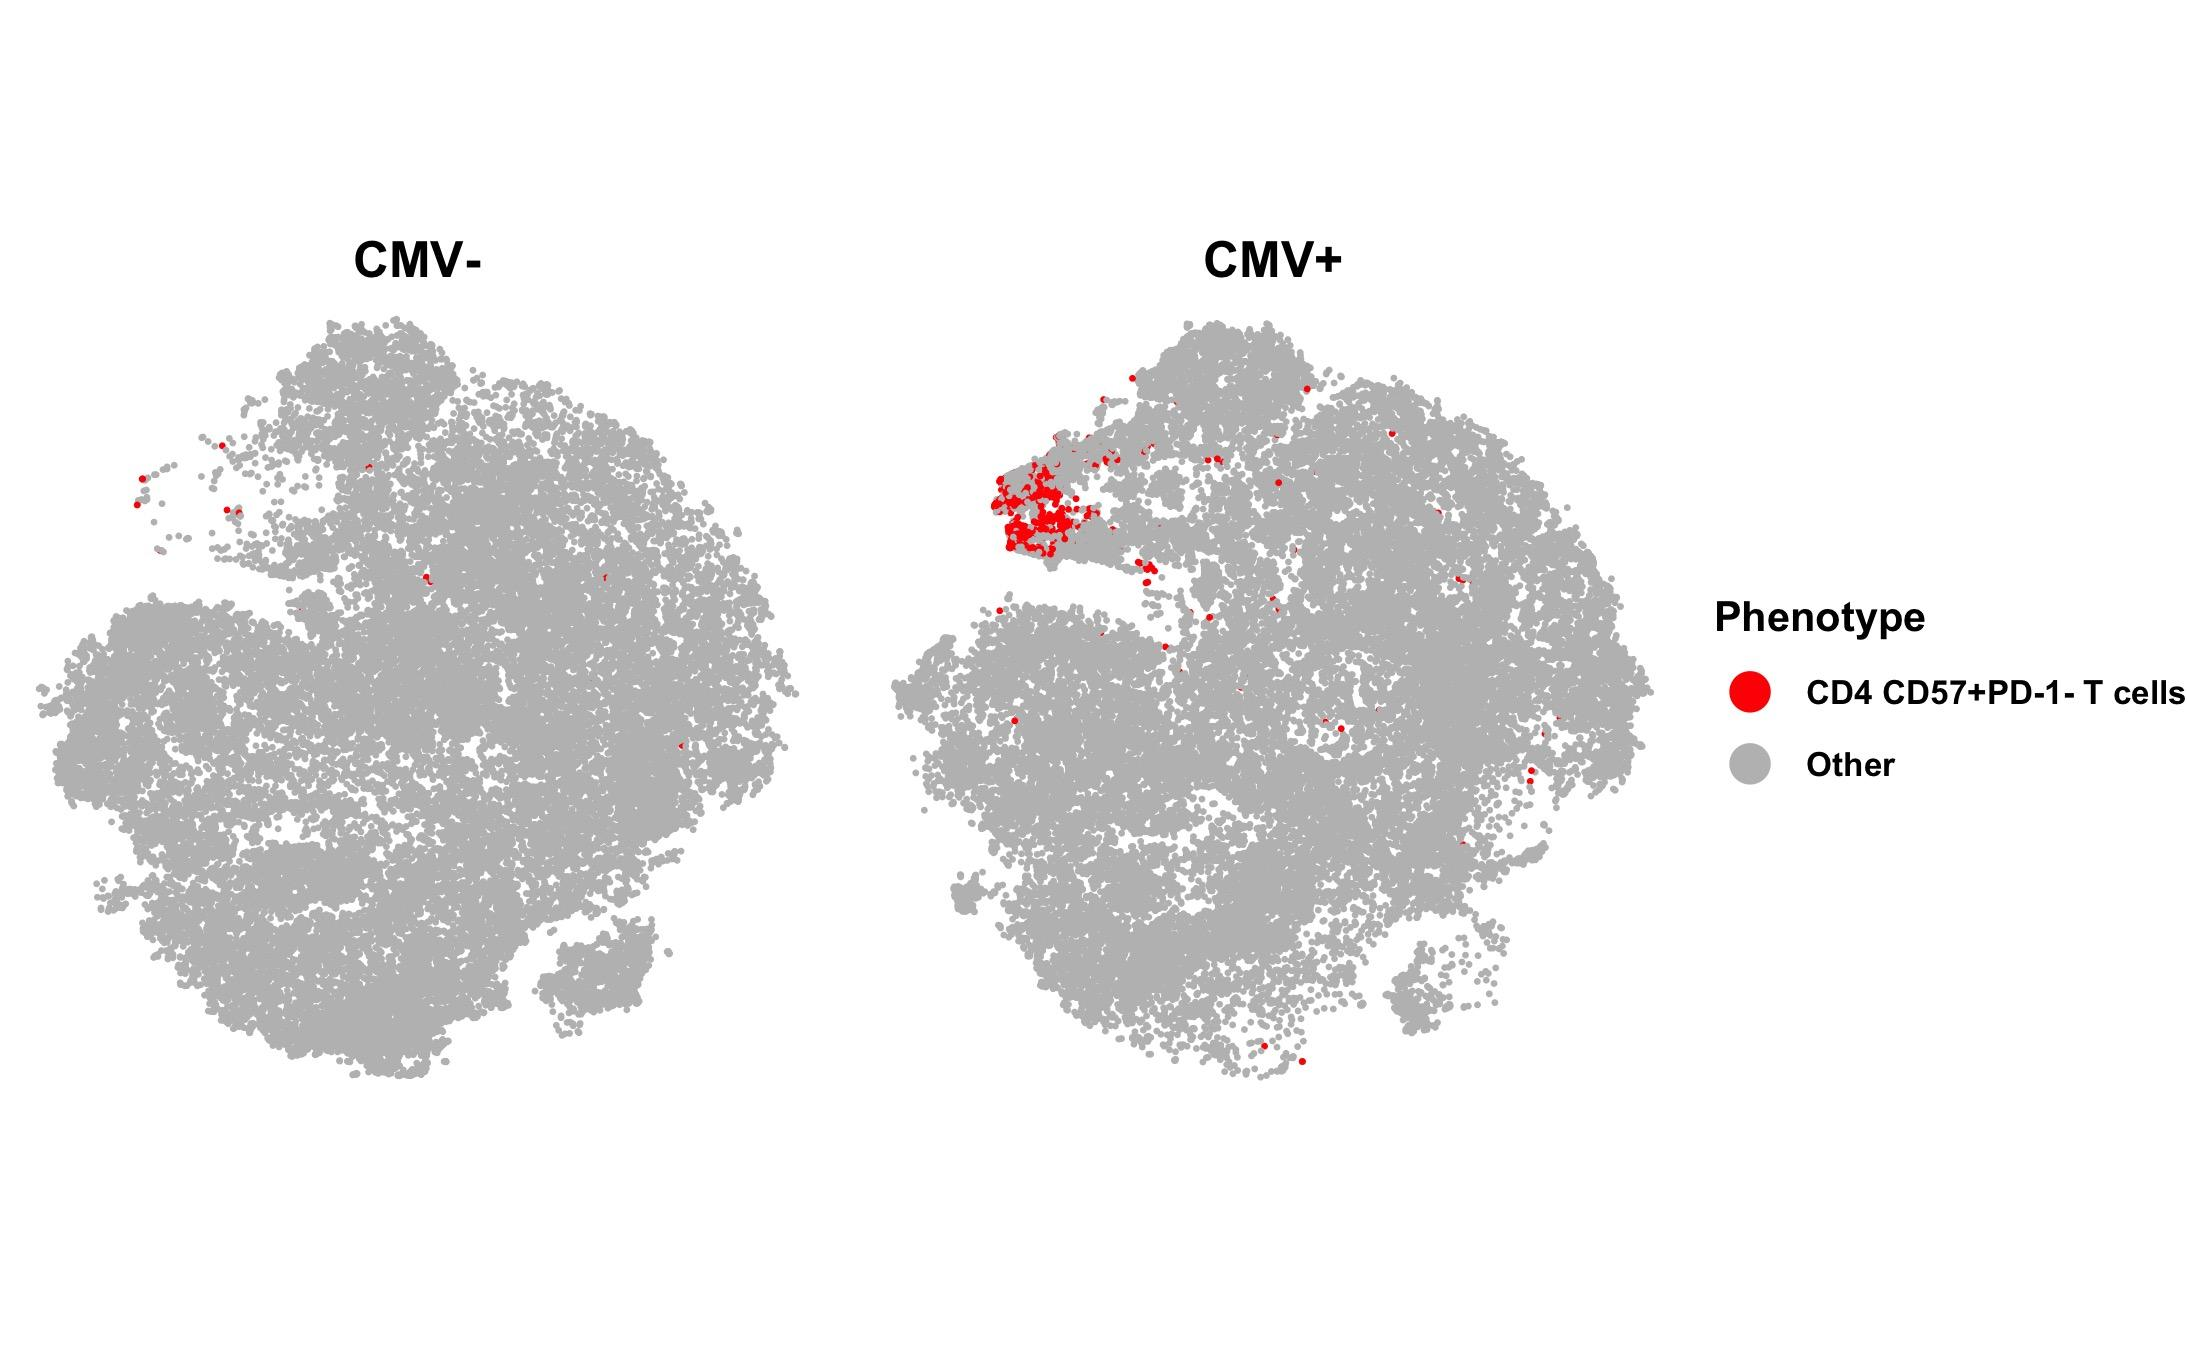 CMV-
CMV+
Phenotype
CD4 CD57+PD-1- T cells
Other